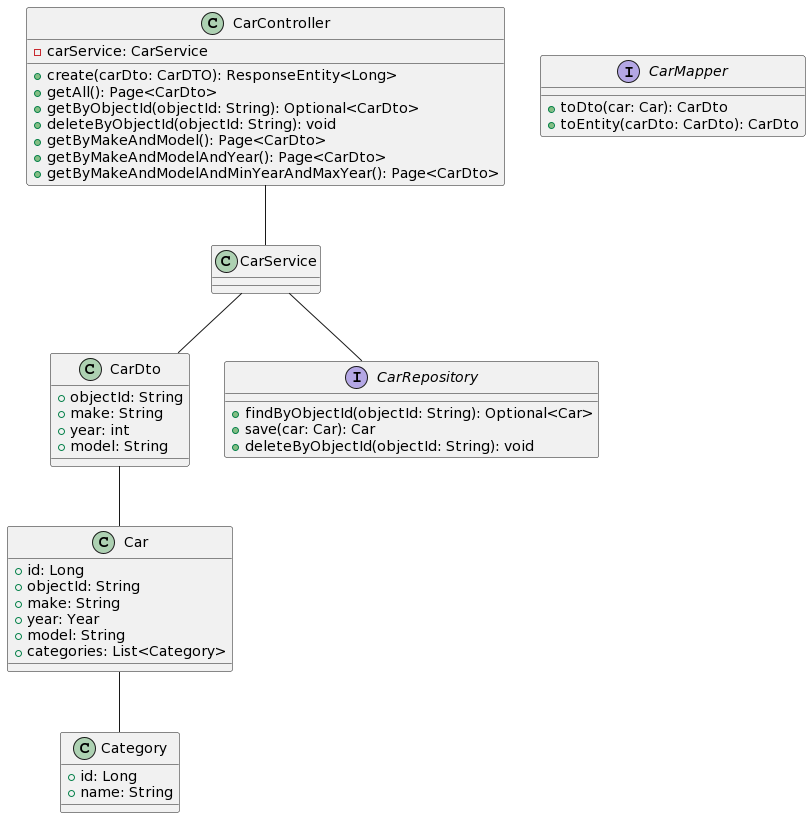 C CarController
carService: CarService
create(carDto: CarDTO): ResponseEntity<Long>
getAll(): Page<CarDto>
getByObjectId(objectId: String): Optional<CarDto>
deleteByObjectId(objectId: String): void
getByMakeAndModel(): Page<CarDto>
getByMakeAndModelAndYear(): Page<CarDto>
getByMakeAndModelAndMinYearAndMaxYear(): Page<CarDto>
I CarMapper
toDto(car: Car): CarDto
toEntity(carDto: CarDto): CarDto
C CarService
C CarDto
objectId: String
make: String
year: int
model: String
I CarRepository
findByObjectId(objectId: String): Optional<Car>
save(car: Car): Car
deleteByObjectId(objectId: String): void
C Car
id: Long
objectId: String
make: String
year: Year
model: String
categories: List<Category>
C Category
id: Long
name: String